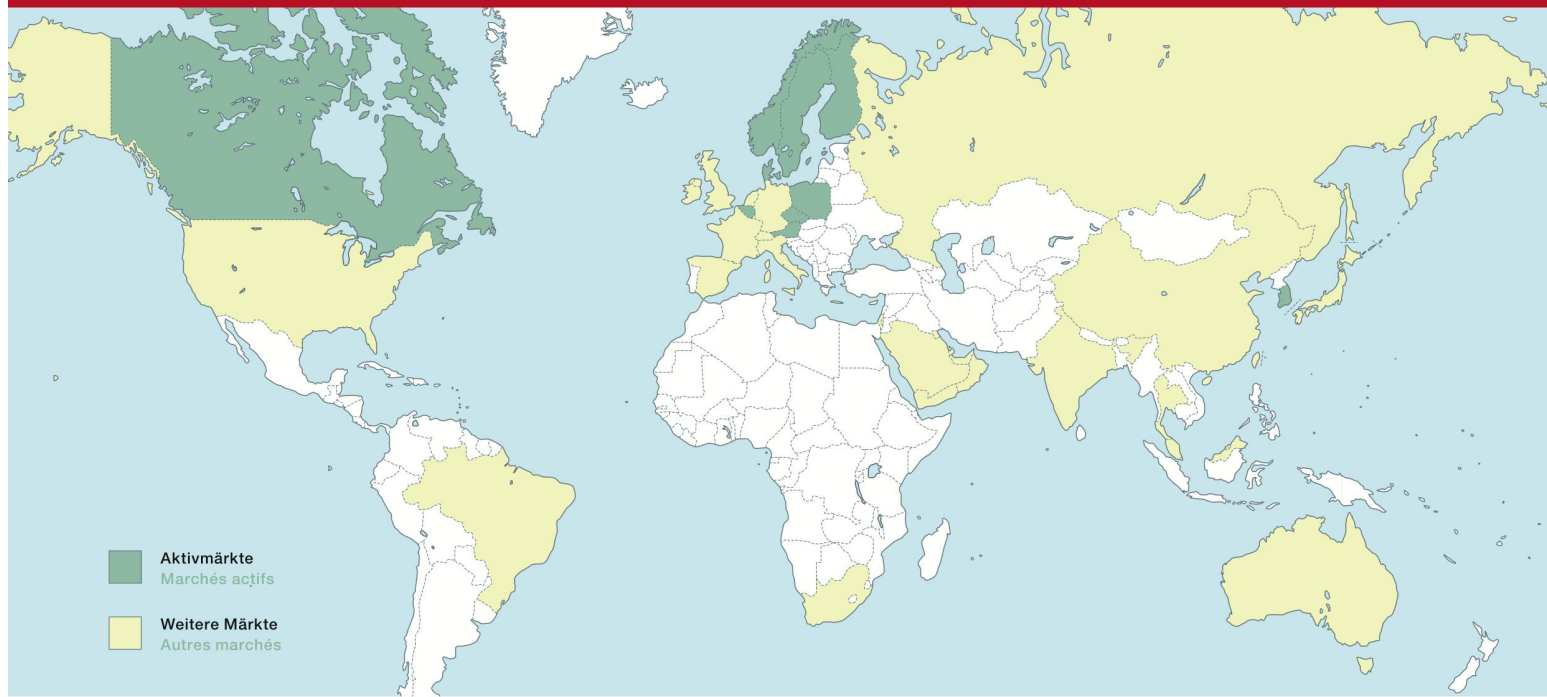 Aktivmärkte
Marchés actifs
Weitere Märkte
Autres marchés